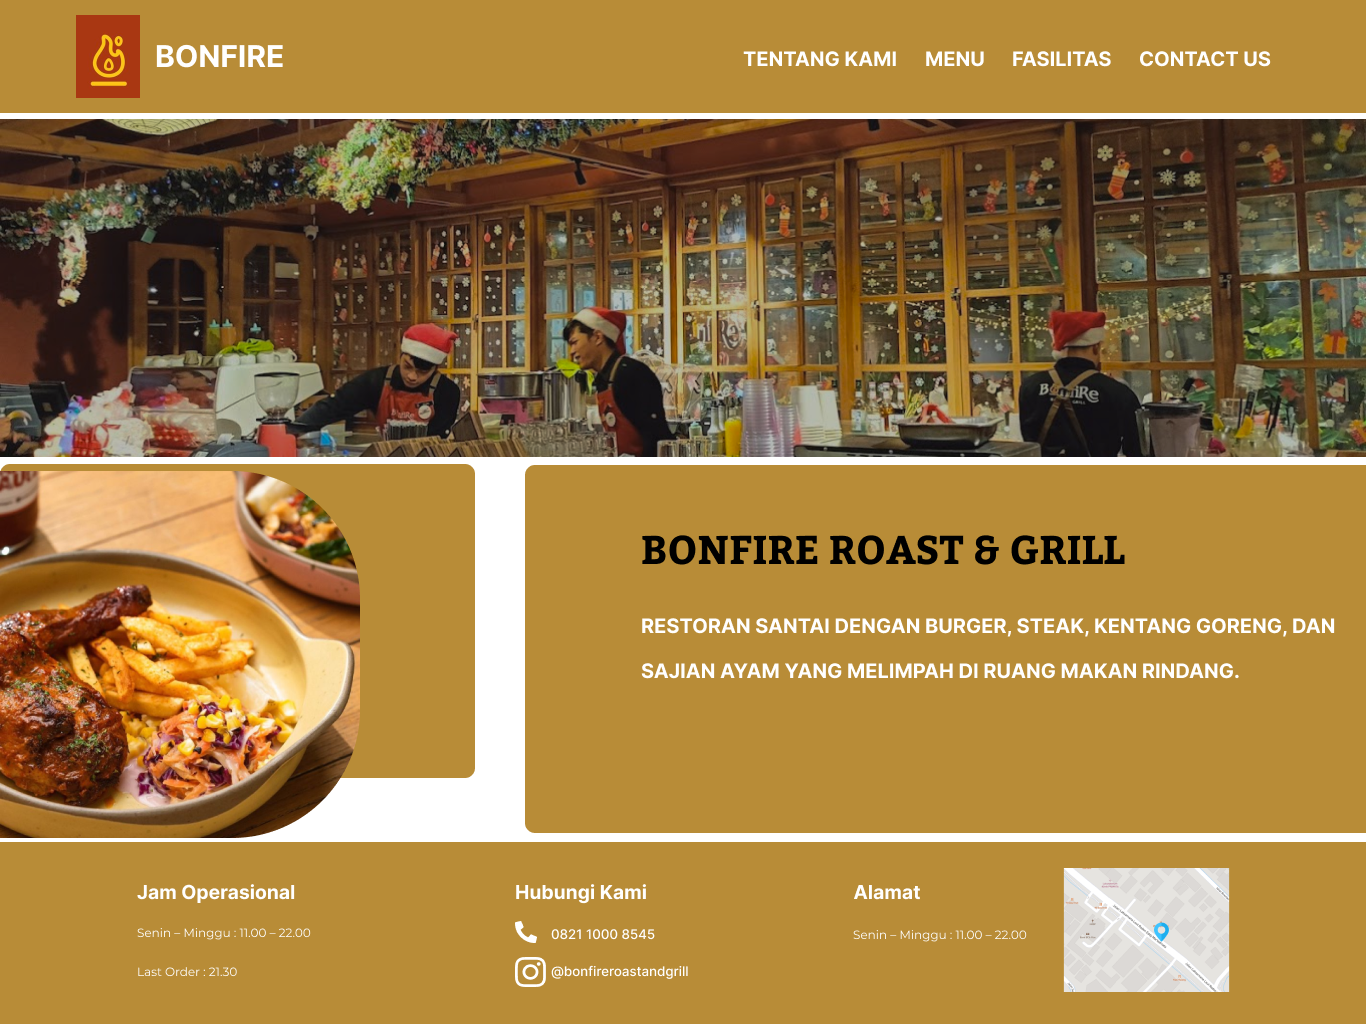 BONFIRE
TENTANG KAMI MENU FASILITAS CONTACT US
BonfiRe
BonfiRe
BONFIRE ROAST & GRILL
RESTORAN SANTAI DENGAN BURGER, STEAK, KENTANG GORENG, DAN
SAJIAN AYAM YANG MELIMPAH DI RUANG MAKAN RINDANG.
Jam Operasional
Senin – Minggu : 11.00 – 22.00
Last Order : 21.30
Hubungi Kami
0821 1000 8545
@bonfireroastandgrill
Alamat
Senin – Minggu : 11.00 – 22.00